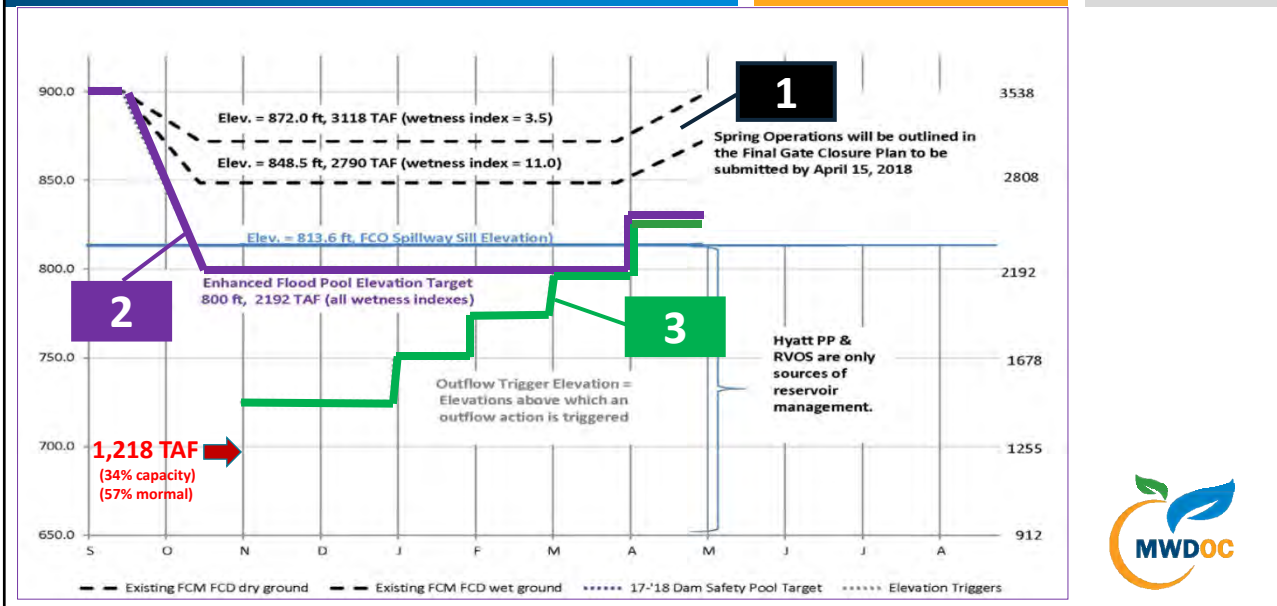 900.0
850.0
800.0
750.0
700.0
650.0
3538
2808
2192
1678
1255
912
1
2
3
Elev. = 872.0 ft, 3118 TAF (wetness index = 3.5)
Elev. = 848.5 ft, 2790 TAF (wetness index = 11.0)
Spring Operations will be outlined in
the Final Gate Closure Plan to be
submitted by April 15, 2018
Elev. = 813.6 ft, FCO Spillway Sill Elevation)
Enhanced Flood Pool Elevation Target
800 ft, 2192 TAF (all wetness indexes)
Hyatt PP &
RVOS are only
sources of
reservoir
management.
Outflow Trigger Elevation =
Elevations above which an
outflow action is triggered
1,218 TAF
(34% capacity)
(57% mormal)
S O N D J F M A M J J A
Existing FCM FCD dry ground Existing FCM FCD wet ground 17-'18 Dam Safety Pool Target Elevation Triggers
MWDOC